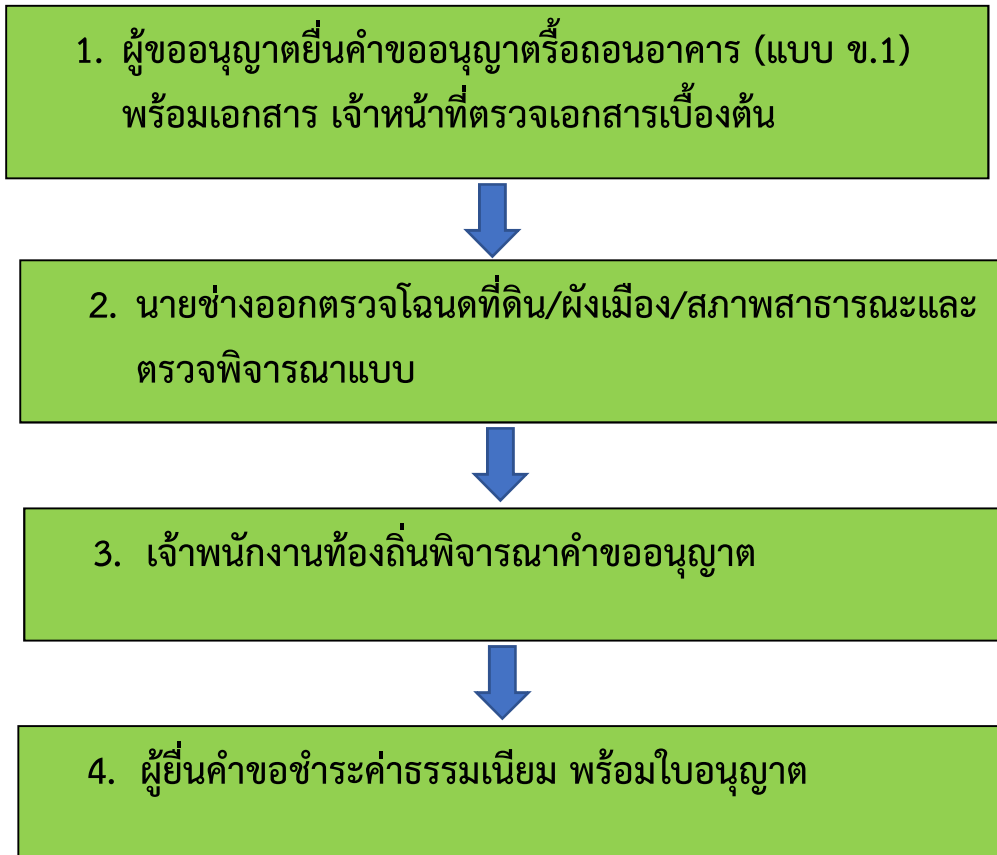 1. ผู้ขออนุญาตยื่นคำขออนุญาตรื้อถอนอาคาร (แบบ ข.1)
พร้อมเอกสาร เจ้าหน้าที่ตรวจเอกสารเบื้องต้น
2. นายช่างออกตรวจโฉนดที่ดิน/ผังเมือง/สภาพสาธารณะและ
ตรวจพิจารณาแบบ
3. เจ้าพนักงานท้องถิ่นพิจารณาคำขออนุญาต
4. ผู้ยื่นคำขอชำระค่าธรรมเนียม พร้อมใบอนุญาต